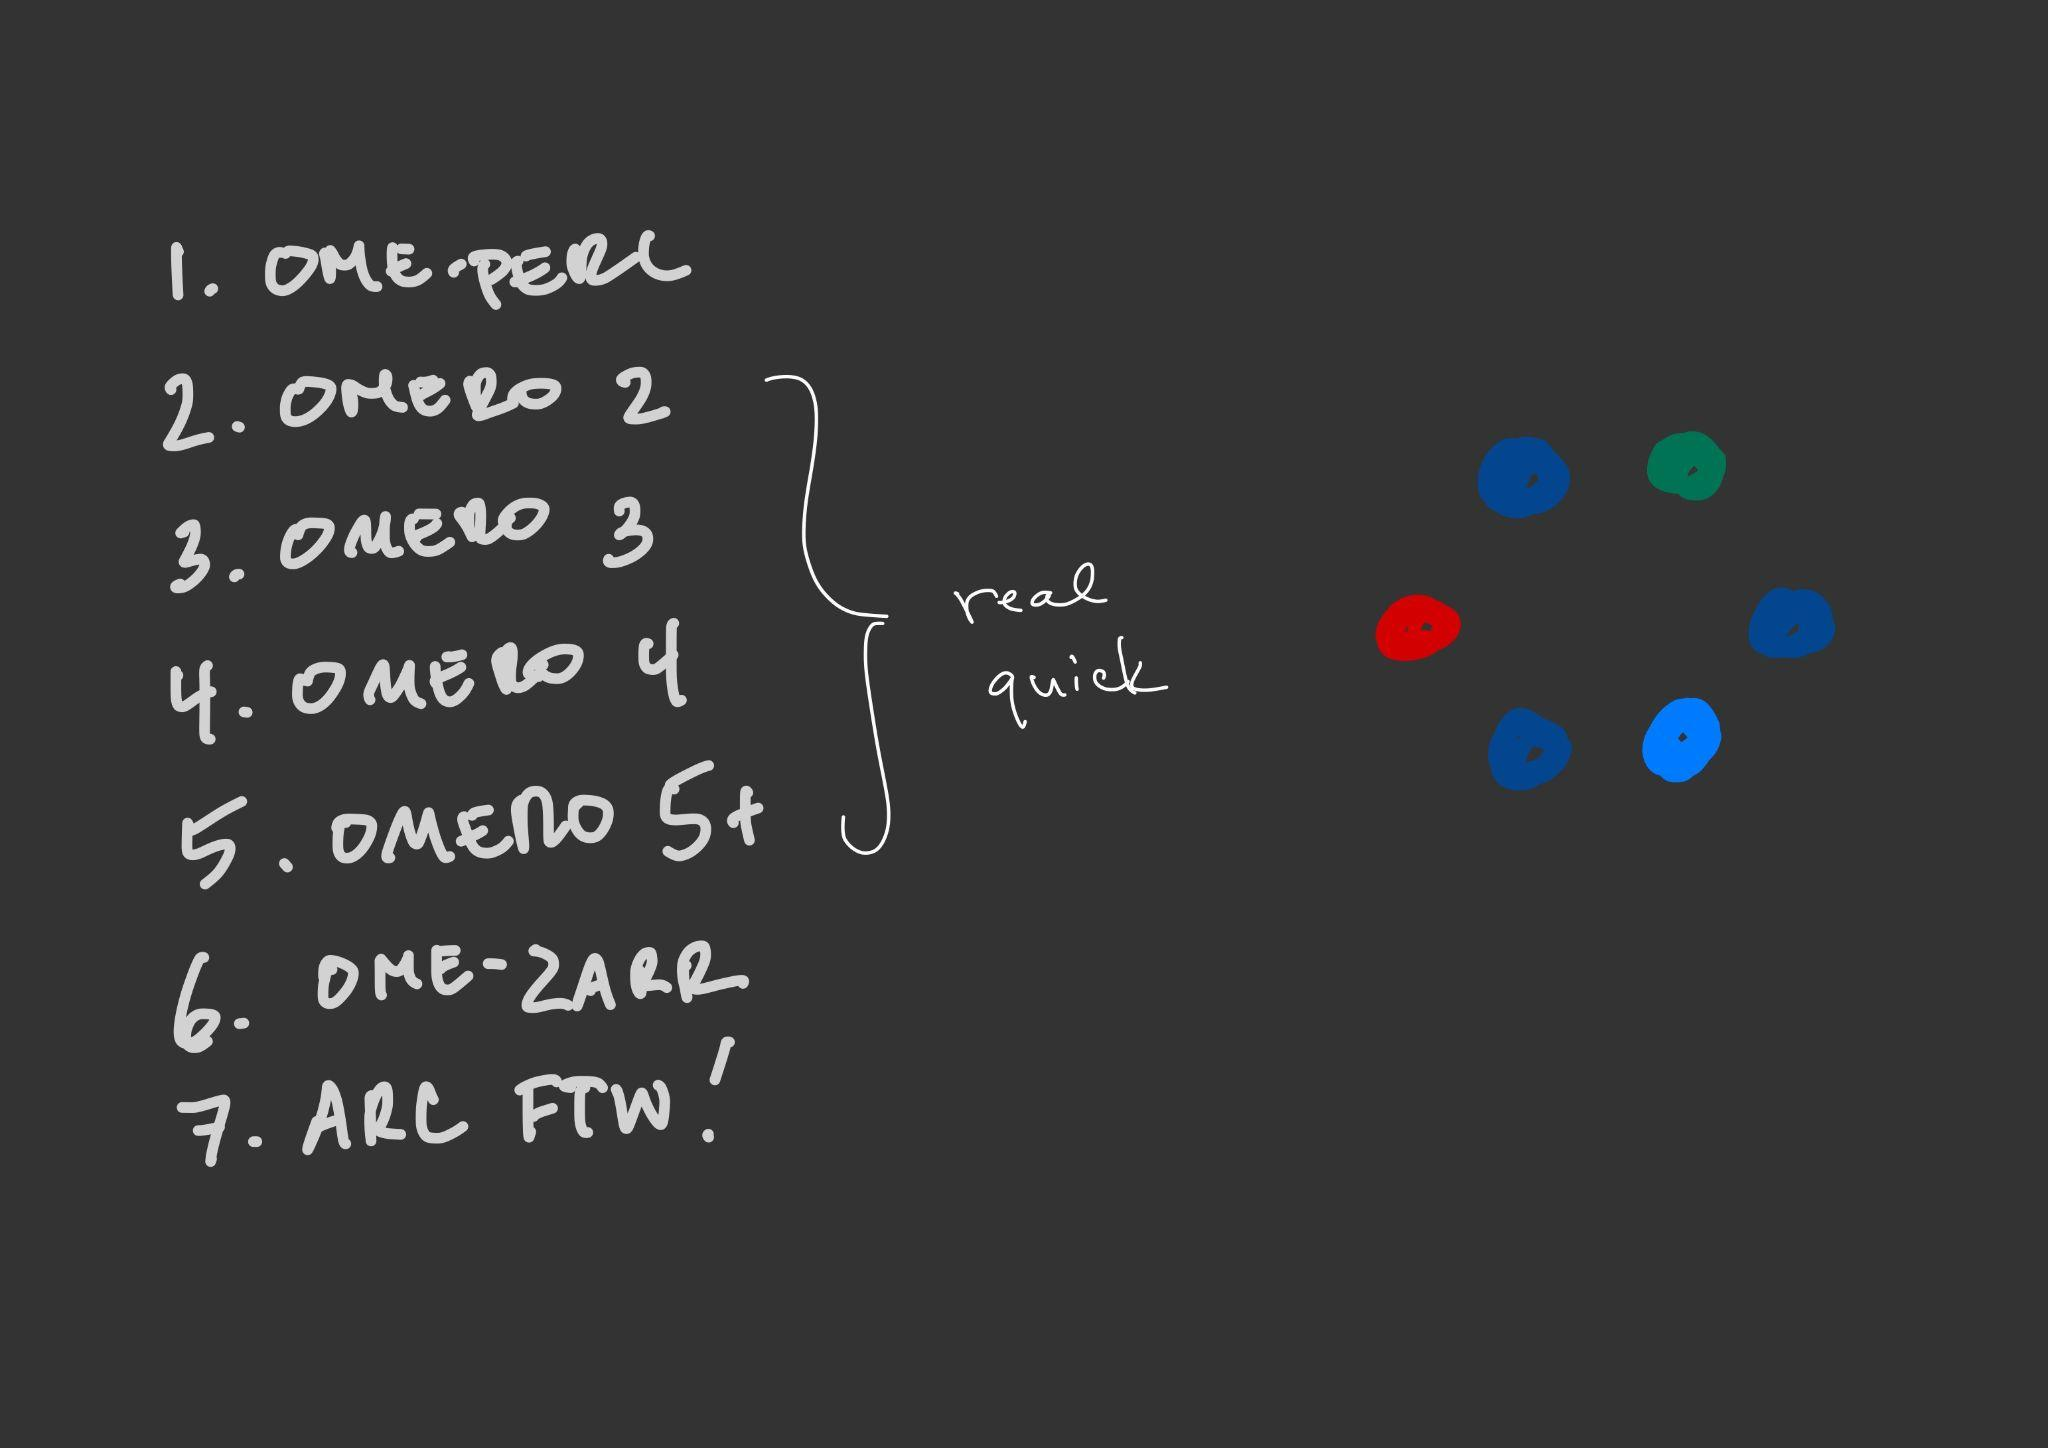 1. OME-PERL
2. OMERO 2
3. OMERO 3
4. OMERO 4
5. OMERO 5+
real
quick
6. OME-ZARR
7. ARC FTW!